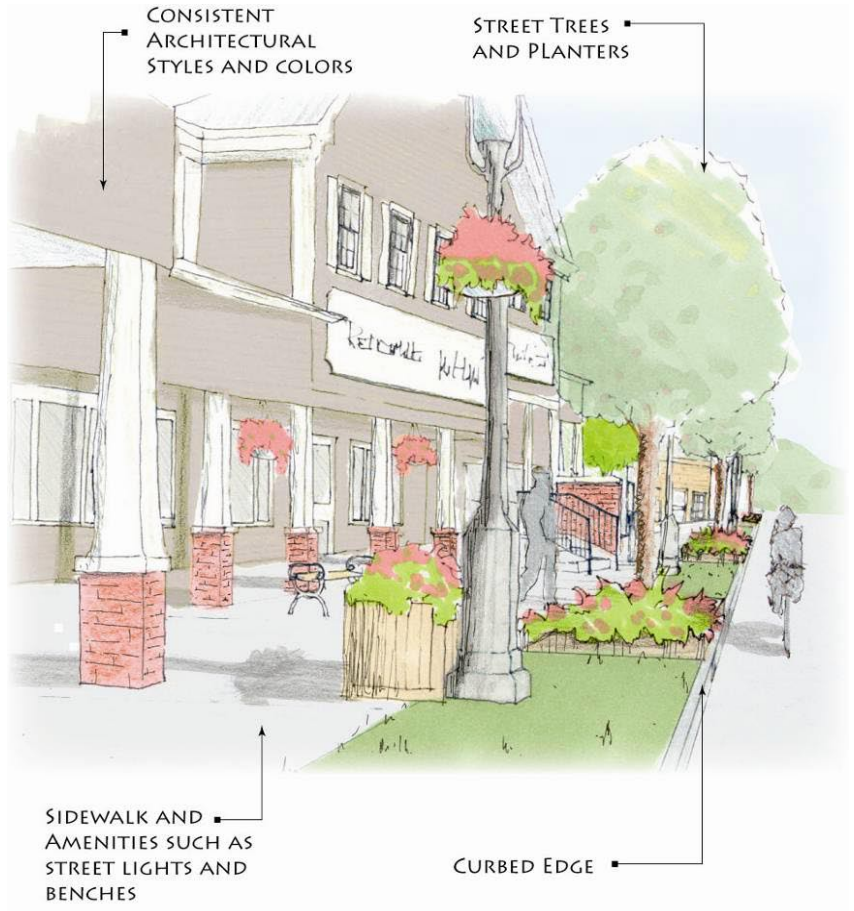 Consistent
Architectural
Styles and colors
Street Trees
and Planters
Sidewalk and
Amenities such as
street lights and
benches
Curbed Edge